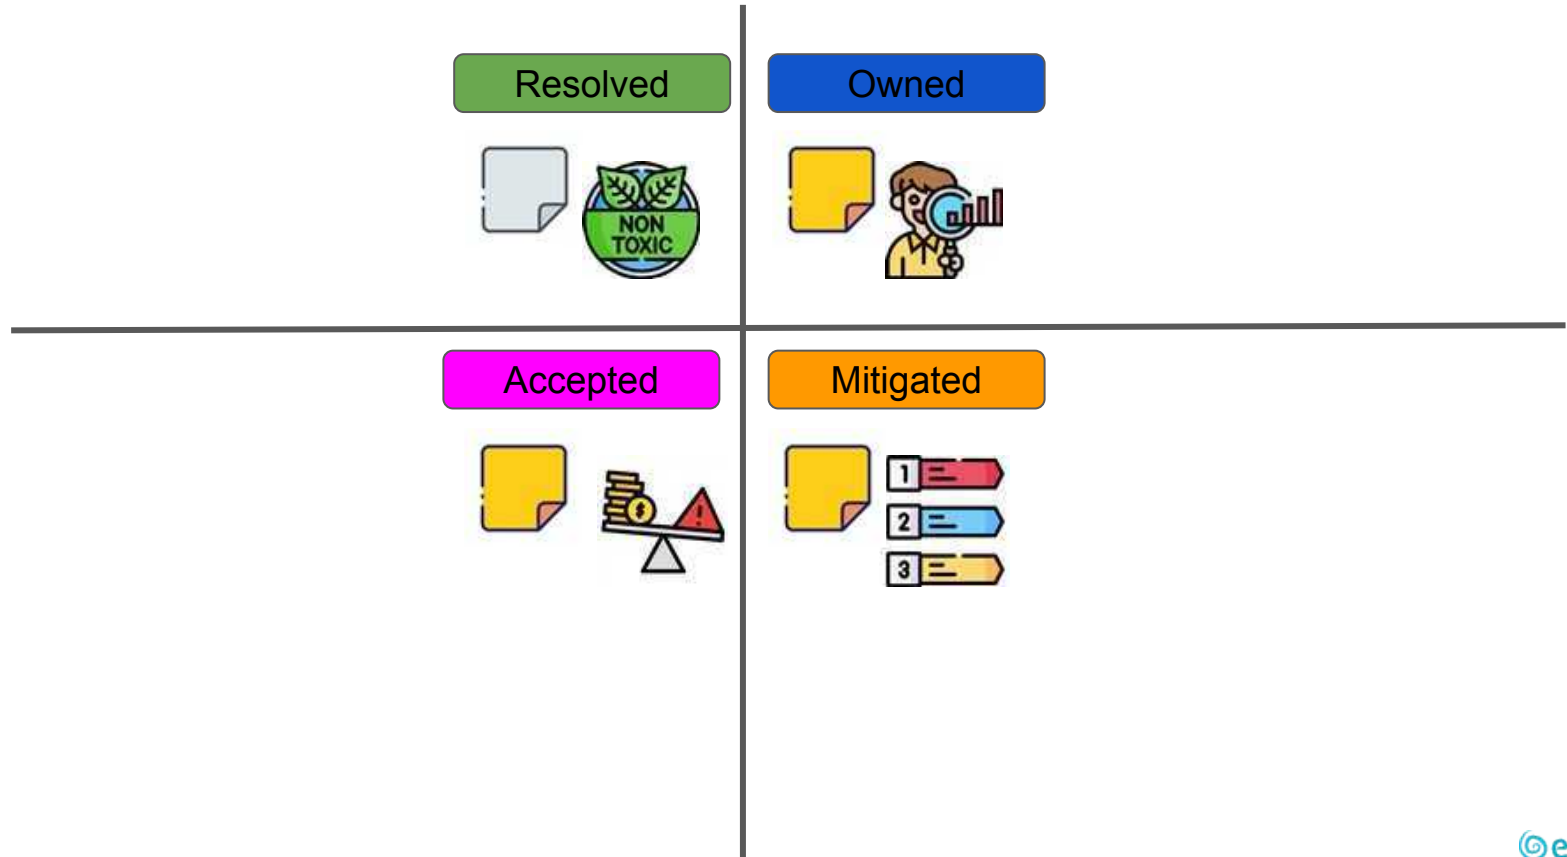 Resolved
Owned
NON
TOXIC
Accepted
Mitigated
$
!
1
2
3
e